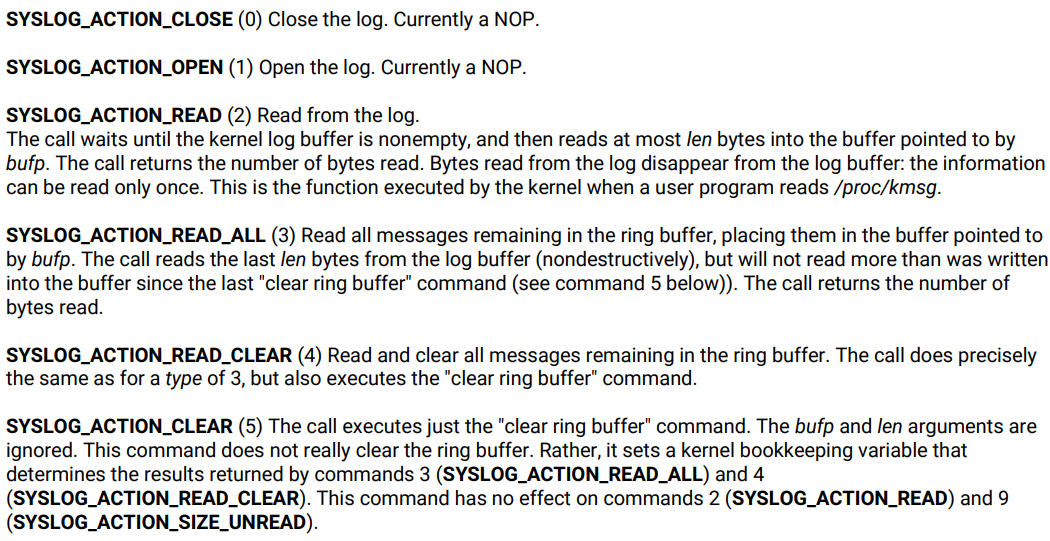 SYSLOG_ACTION_CLOSE (0) Close the log. Currently a NOP.
SYSLOG_ACTION_OPEN (1) Open the log. Currently a NOP.
SYSLOG_ACTION_READ (2) Read from the log.
The call waits until the kernel log buffer is nonempty, and then reads at most len bytes into the buffer pointed to by
bufp. The call returns the number of bytes read. Bytes read from the log disappear from the log buffer: the information
can be read only once. This is the function executed by the kernel when a user program reads /proc/kmsg.
SYSLOG_ACTION_READ_ALL (3) Read all messages remaining in the ring buffer, placing them in the buffer pointed to
by bufp. The call reads the last len bytes from the log buffer (nondestructively), but will not read more than was written
into the buffer since the last "clear ring buffer" command (see command 5 below)). The call returns the number of
bytes read.
SYSLOG_ACTION_READ_CLEAR (4) Read and clear all messages remaining in the ring buffer. The call does precisely
the same as for a type of 3, but also executes the "clear ring buffer" command.
SYSLOG_ACTION_CLEAR (5) The call executes just the "clear ring buffer" command. The bufp and len arguments are
ignored. This command does not really clear the ring buffer. Rather, it sets a kernel bookkeeping variable that
determines the results returned by commands 3 (SYSLOG_ACTION_READ_ALL) and 4
(SYSLOG_ACTION_READ_CLEAR). This command has no effect on commands 2 (SYSLOG_ACTION_READ) and 9
(SYSLOG_ACTION_SIZE_UNREAD).